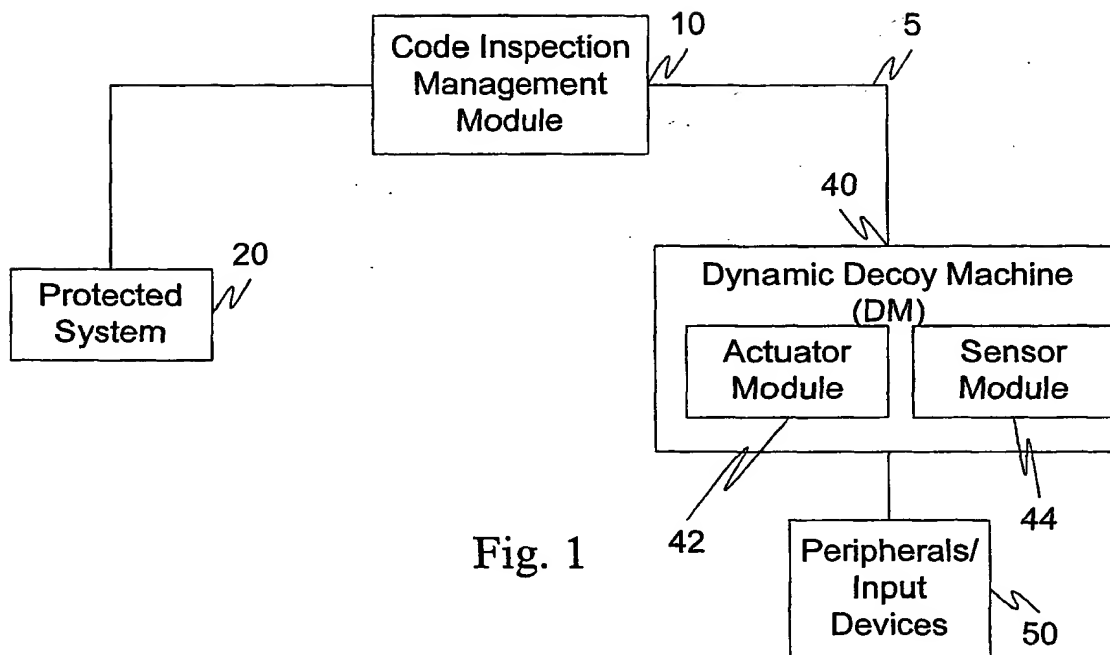 Code Inspection
Management
Module
10
5
40
20
Protected
System
Dynamic Decoy Machine
(DM)
Actuator
Module
Sensor
Module
42
44
Fig. 1
Peripherals/
Input
Devices
50